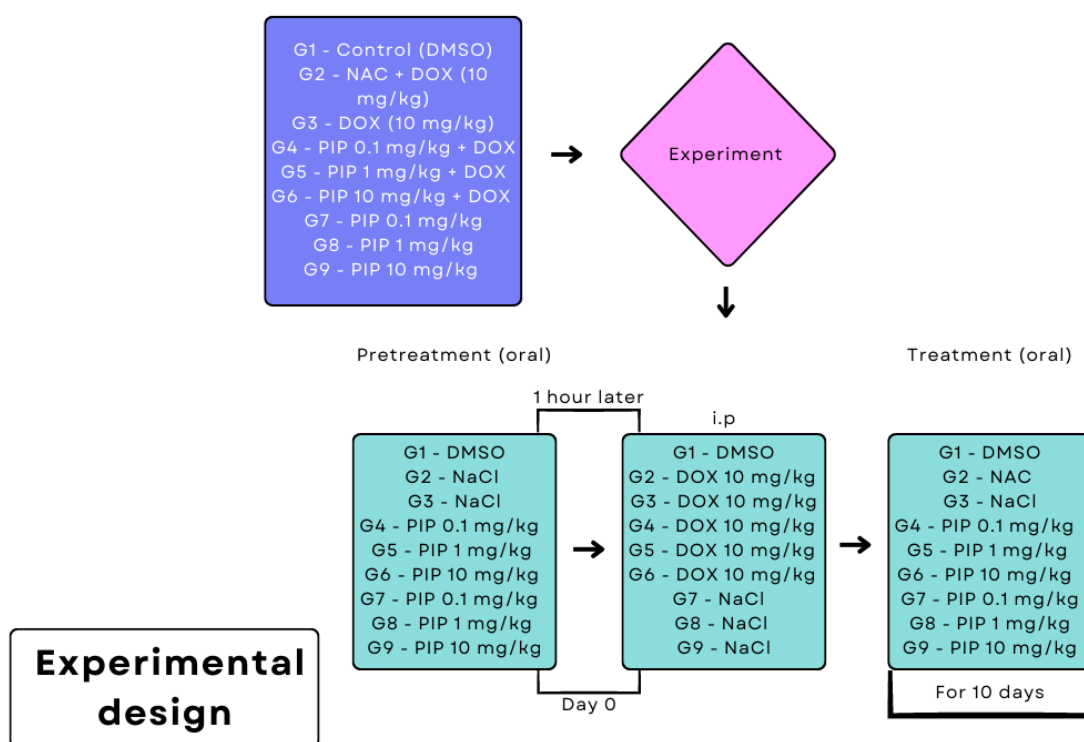 G1 - Control (DMSO)
G2 - NAC + DOX (10
mg/kg)
G3 - DOX (10 mg/kg)
G4 - PIP 0.1 mg/kg + DOX
G5 - PIP 1 mg/kg + DOX
G6 - PIP 10 mg/kg + DOX
G7 - PIP 0.1 mg/kg
G8 - PIP 1 mg/kg
G9 - PIP 10 mg/kg
Experiment
Pretreatment (oral)
1 hour later
i.p
Treatment (oral)
G1 - DMSO
G2 - NaCl
G3 - NaCl
G4 - PIP 0.1 mg/kg
G5 - PIP 1 mg/kg
G6 - PIP 10 mg/kg
G7 - PIP 0.1 mg/kg
G8 - PIP 1 mg/kg
G9 - PIP 10 mg/kg
G1 - DMSO
G2 - DOX 10 mg/kg
G3 - DOX 10 mg/kg
G4 - DOX 10 mg/kg
G5 - DOX 10 mg/kg
G6 - DOX 10 mg/kg
G7 - NaCl
G8 - NaCl
G9 - NaCl
G1 - DMSO
G2 - NAC
G3 - NaCl
G4 - PIP 0.1 mg/kg
G5 - PIP 1 mg/kg
G6 - PIP 10 mg/kg
G7 - PIP 0.1 mg/kg
G8 - PIP 1 mg/kg
G9 - PIP 10 mg/kg
Day 0
For 10 days
Experimental
design